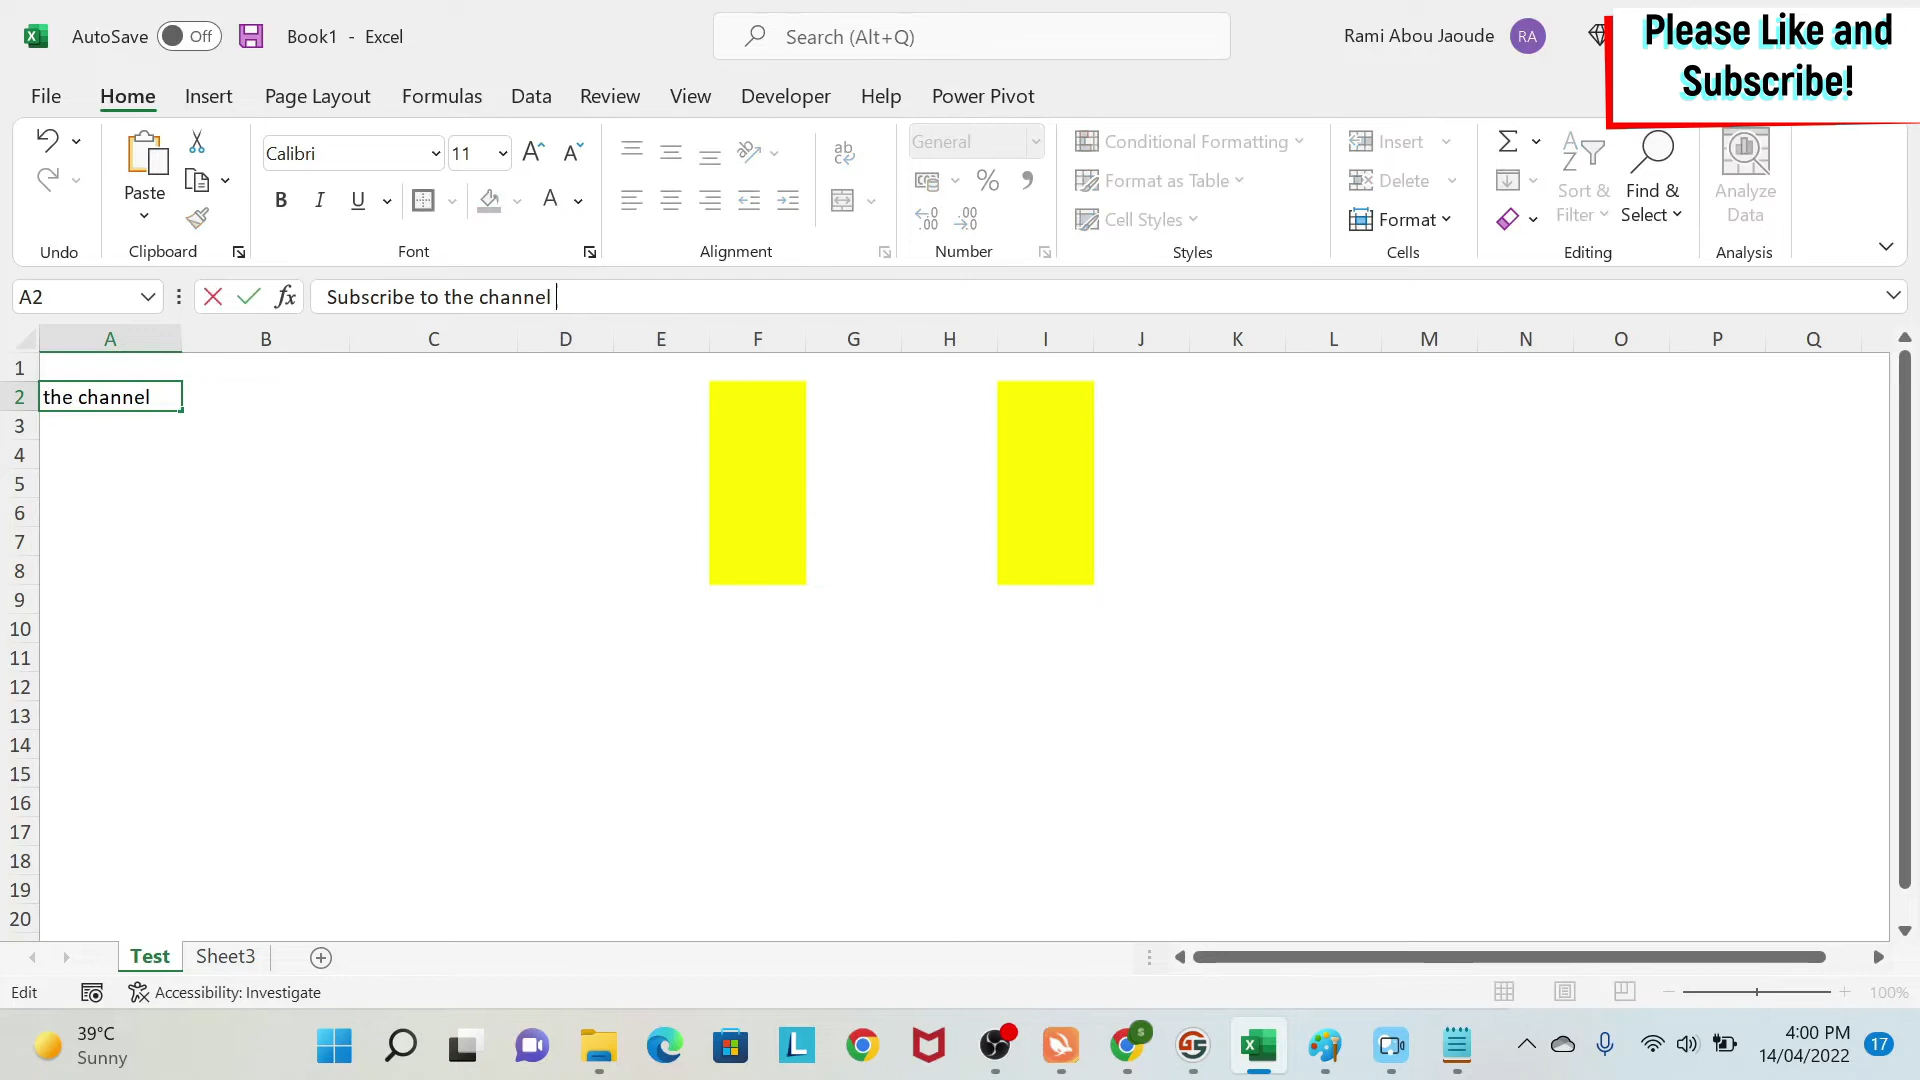 AutoSave Off Book1 - Excel Search (Alt+Q) Rami Abou Jaoude RA
Please Like and
Subscribe!
File Home Insert Page Layout Formulas Data Review View Developer Help Power Pivot
Paste
Calibri 11
B I U A
General
Conditional Formatting
Format as Table
Cell Styles
Insert
Delete
Format
Sort &
Filter
Find &
Select
Analyze
Data
Undo Clipboard Font Alignment Number Styles Cells Editing Analysis
A2 fx Subscribe to the channel
A B C D E F G H I J K L M N O P Q
1
2 the channel
3
4
5
6
7
8
9
10
11
12
13
14
15
16
17
18
19
20
Test Sheet3
Edit Accessibility: Investigate 100%
39°C
Sunny
4:00 PM
14/04/2022
17